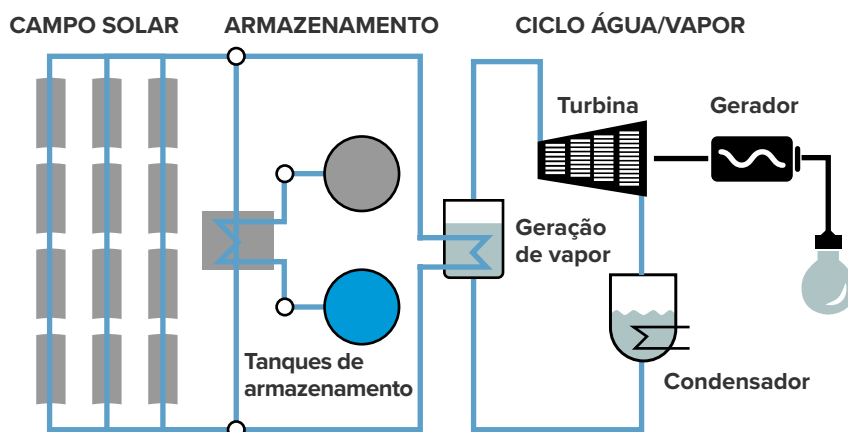 CAMPO SOLAR
ARMAZENAMENTO
CICLO ÁGUA/VAPOR
Turbina
Gerador
Geração
de vapor
Tanques de
armazenamento
Condensador